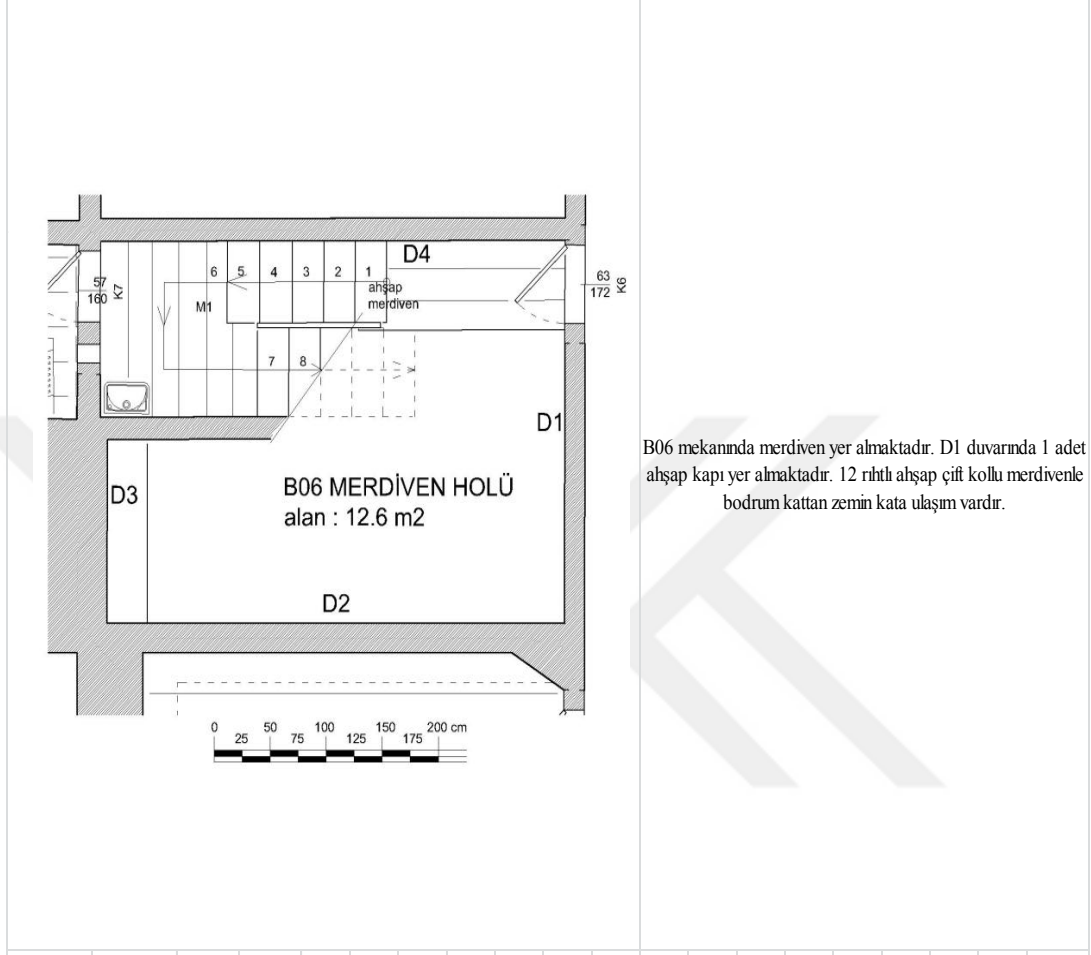 D4
6 5 4 3 2 1
ahşap
merdiven
57
160
K7
63
172
K6
M1
7 8
D1
B06 MERDİVEN HOLÜ
alan : 12.6 m2
D3
D2
0 50 100 150 200 cm
25 75 125 175
B06 mekanında merdiven yer almaktadır. D1 duvarında 1 adet
ahşap kapı yer almaktadır. 12 rıhtlı ahşap çift kollu merdivenle
bodrum kattan zemin kata ulaşım vardır.